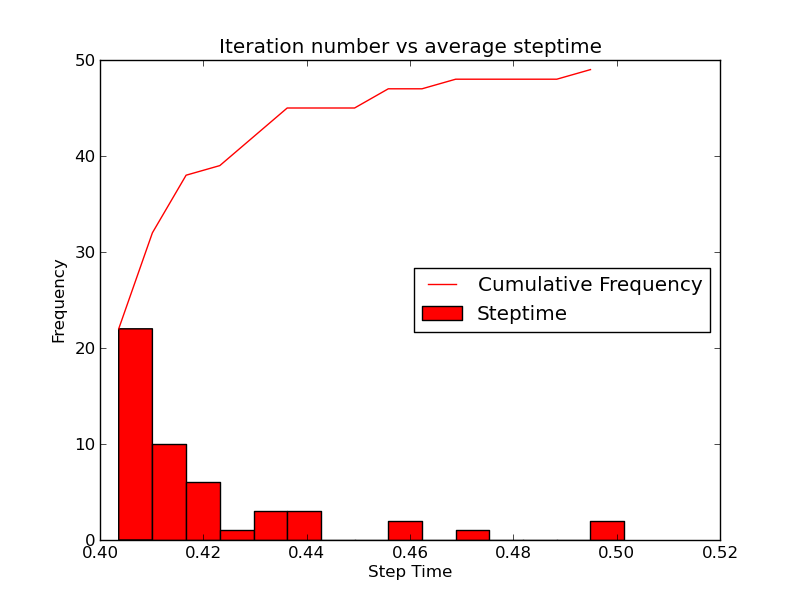 Iteration number vs average steptime
50
40
30
20
10
0
Frequency
Cumulative Frequency
Steptime
0.40 0.42 0.44 0.46 0.48 0.50 0.52
Step Time